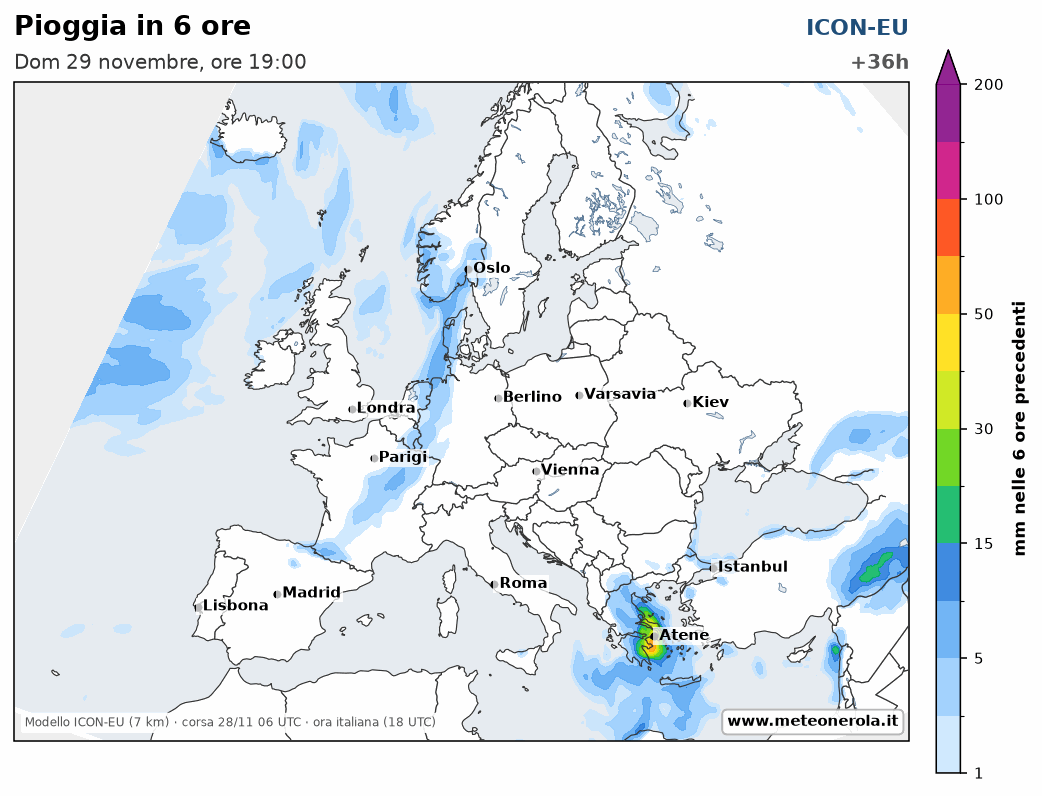 Pioggia in 6 ore
ICON-EU
Dom 29 novembre, ore 19:00
+36h
200
100
50
30
15
5
1
mm nelle 6 ore precedenti
Oslo
Londra
Berlino
Varsavia
Kiev
Parigi
Vienna
Istanbul
Roma
Madrid
Lisbona
Atene
Modello ICON-EU (7 km) · corsa 28/11 06 UTC · ora italiana (18 UTC)
www.meteonerola.it